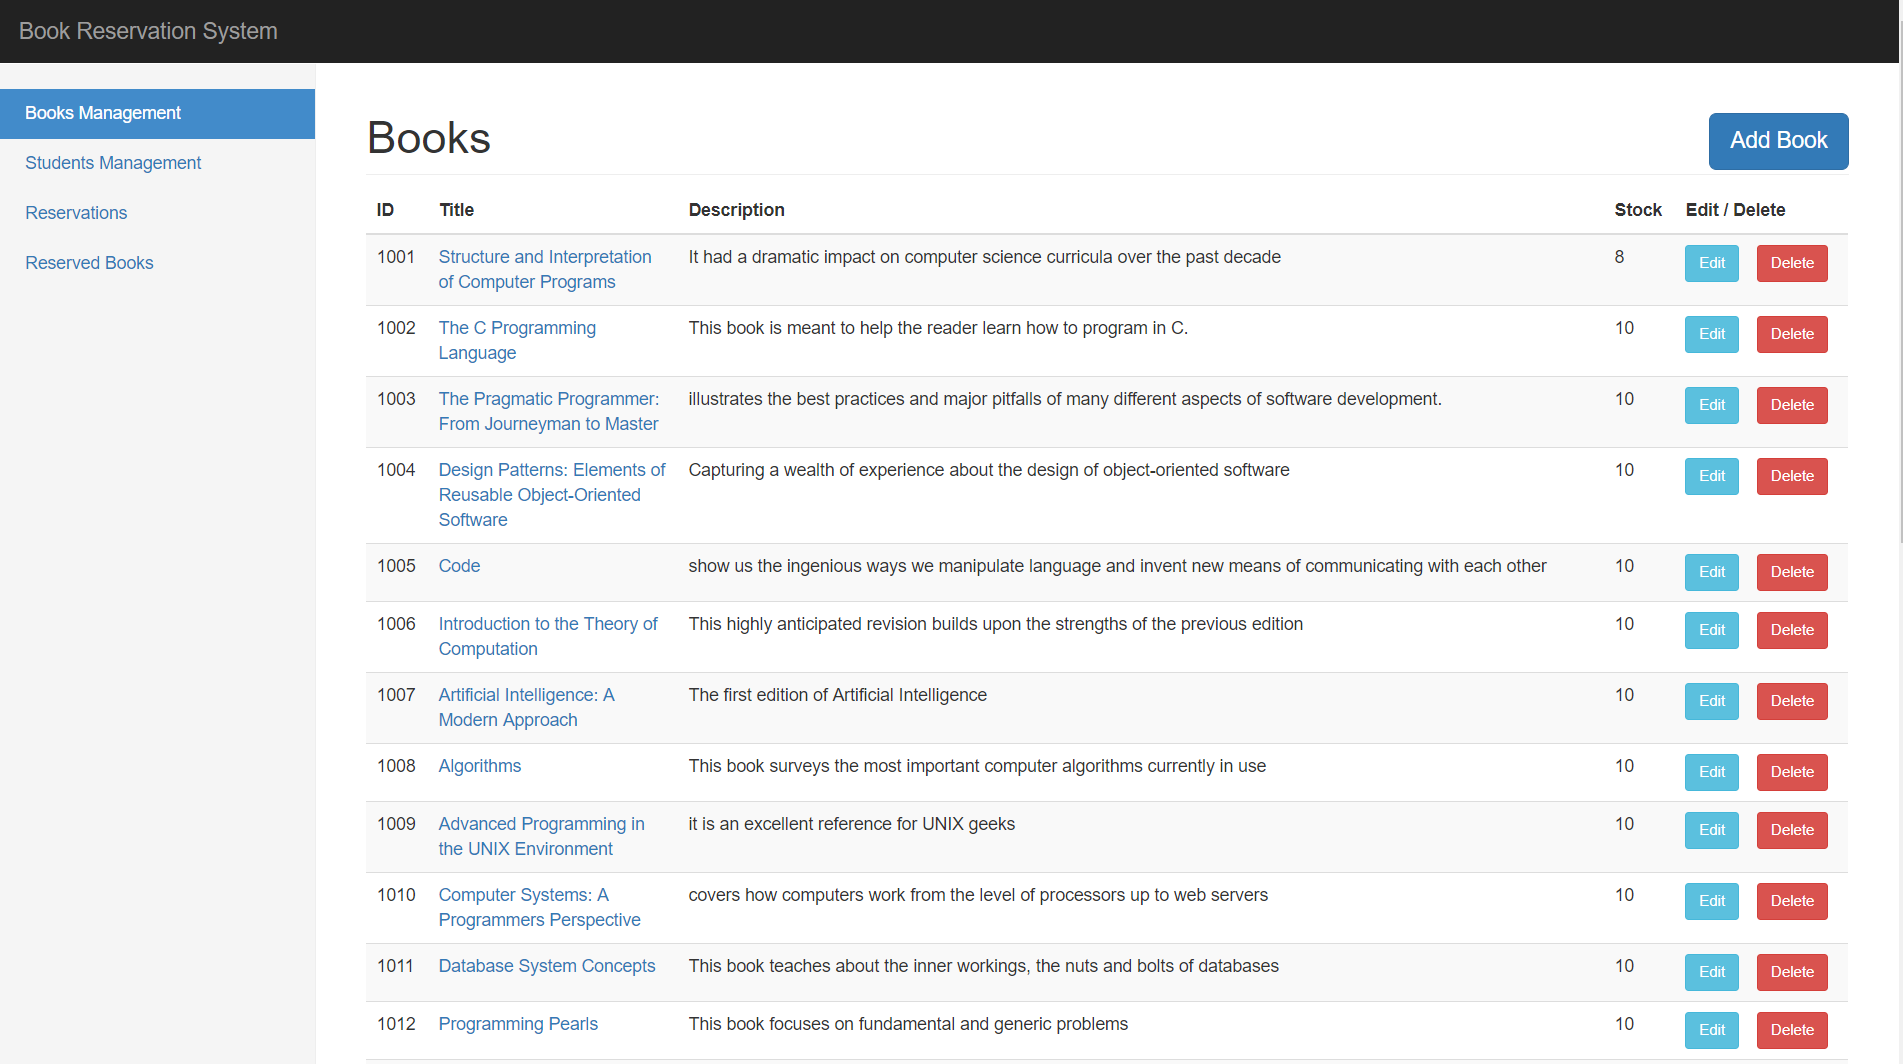 Book Reservation System
Books Management
Students Management
Reservations
Reserved Books
Books
Add Book
ID Title Description Stock Edit / Delete
1001 Structure and Interpretation It had a dramatic impact on computer science curricula over the past decade 8 Edit Delete
of Computer Programs
1002 The C Programming This book is meant to help the reader learn how to program in C. 10 Edit Delete
Language
1003 The Pragmatic Programmer: illustrates the best practices and major pitfalls of many different aspects of software development. 10 Edit Delete
From Journeyman to Master
1004 Design Patterns: Elements of Capturing a wealth of experience about the design of object-oriented software 10 Edit Delete
Reusable Object-Oriented
Software
1005 Code show us the ingenious ways we manipulate language and invent new means of communicating with each other 10 Edit Delete
1006 Introduction to the Theory of This highly anticipated revision builds upon the strengths of the previous edition 10 Edit Delete
Computation
1007 Artificial Intelligence: A The first edition of Artificial Intelligence 10 Edit Delete
Modern Approach
1008 Algorithms This book surveys the most important computer algorithms currently in use 10 Edit Delete
1009 Advanced Programming in it is an excellent reference for UNIX geeks 10 Edit Delete
the UNIX Environment
1010 Computer Systems: A covers how computers work from the level of processors up to web servers 10 Edit Delete
Programmers Perspective
1011 Database System Concepts This book teaches about the inner workings, the nuts and bolts of databases 10 Edit Delete
1012 Programming Pearls This book focuses on fundamental and generic problems 10 Edit Delete